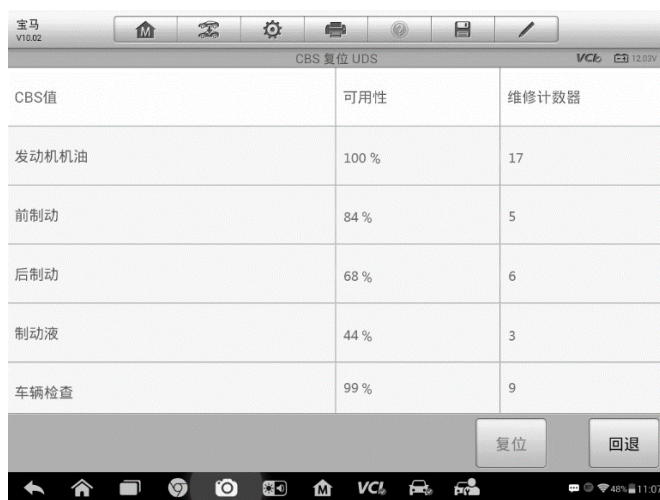 宝马
V10.02
CBS 复位 UDS
VCI 12.03V
CBS值 可用性 维修计数器
发动机机油 100 % 17
前制动 84 % 5
后制动 68 % 6
制动液 44 % 3
车辆检查 99 % 9
复位 回退
VCI 48% 11:07